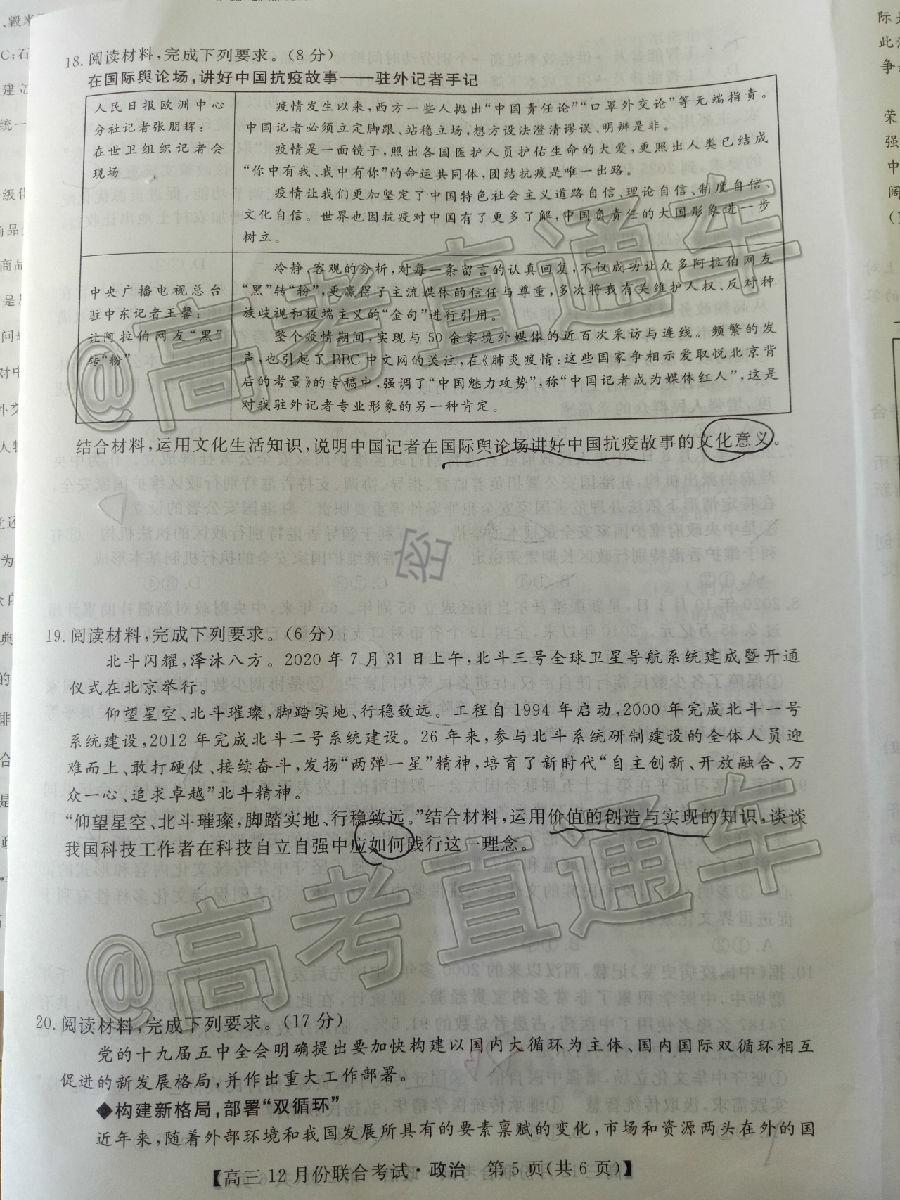 18. 阅读材料,完成下列要求。(8分)
在国际舆论场,讲好中国抗疫故事——驻外记者手记
人民日报欧洲中心
分社记者张朋辉:
在世卫组织记者会
现场
疫情发生以来,西方一些人抛出“中国责任论”“口罩外交论”等无端指责。
中国记者必须立定脚跟、站稳立场,想方设法澄清谬误、明辨是非。
疫情是一面镜子,照出各国医护人员护佑生命的大爱,更照出人类已结成
“你中有我、我中有你”的命运共同体,团结抗疫是唯一出路。
疫情让我们更加坚定了中国特色社会主义道路自信、理论自信、制度自信、
文化自信。世界也因抗疫对中国有了更多了解,中国负责任的大国形象进一步
树立。
中央广播电视总台
驻中东记者王馨:
让阿拉伯网友“黑”
转“粉”
冷静、客观的分析,对每一条留言的认真回复,不仅成功让众多阿拉伯网友
“黑”转“粉”,更赢得了主流媒体的信任与尊重,多次将我有关维护人权、反对种
族歧视和极端主义的“金句”进行引用。
整个疫情期间,实现与50余家境外媒体的近百次采访与连线。频繁的发
声,也引起了BBC中文网的关注,在《肺炎疫情:这些国家争相示爱取悦北京背
后的考量》的专稿中,强调了“中国魅力攻势”,称“中国记者成为媒体红人”,这是
对我驻外记者专业形象的另一种肯定。
结合材料,运用文化生活知识,说明中国记者在国际舆论场讲好中国抗疫故事的文化意义。
19. 阅读材料,完成下列要求。(6分)
北斗闪耀,泽沐八方。2020年7月31日上午,北斗三号全球卫星导航系统建成暨开通
仪式在北京举行。
仰望星空、北斗璀璨,脚踏实地、行稳致远。工程自1994年启动,2000年完成北斗一号
系统建设,2012年完成北斗二号系统建设。26年来,参与北斗系统研制建设的全体人员迎
难而上、敢打硬仗、接续奋斗,发扬“两弹一星”精神,培育了新时代“自主创新、开放融合、万
众一心、追求卓越”北斗精神。
“仰望星空、北斗璀璨,脚踏实地、行稳致远。”结合材料,运用价值的创造与实现的知识,谈谈
我国科技工作者在科技自立自强中应如何践行这一理念。
20. 阅读材料,完成下列要求。(17分)
党的十九届五中全会明确提出要加快构建以国内大循环为主体、国内国际双循环相互
促进的新发展格局,并作出重大工作部署。
◆构建新格局,部署“双循环”
近年来,随着外部环境和我国发展所具有的要素禀赋的变化,市场和资源两头在外的国
【高三12月份联合考试·政治 第5页(共6页)】
@高考直通车
@高考直通车